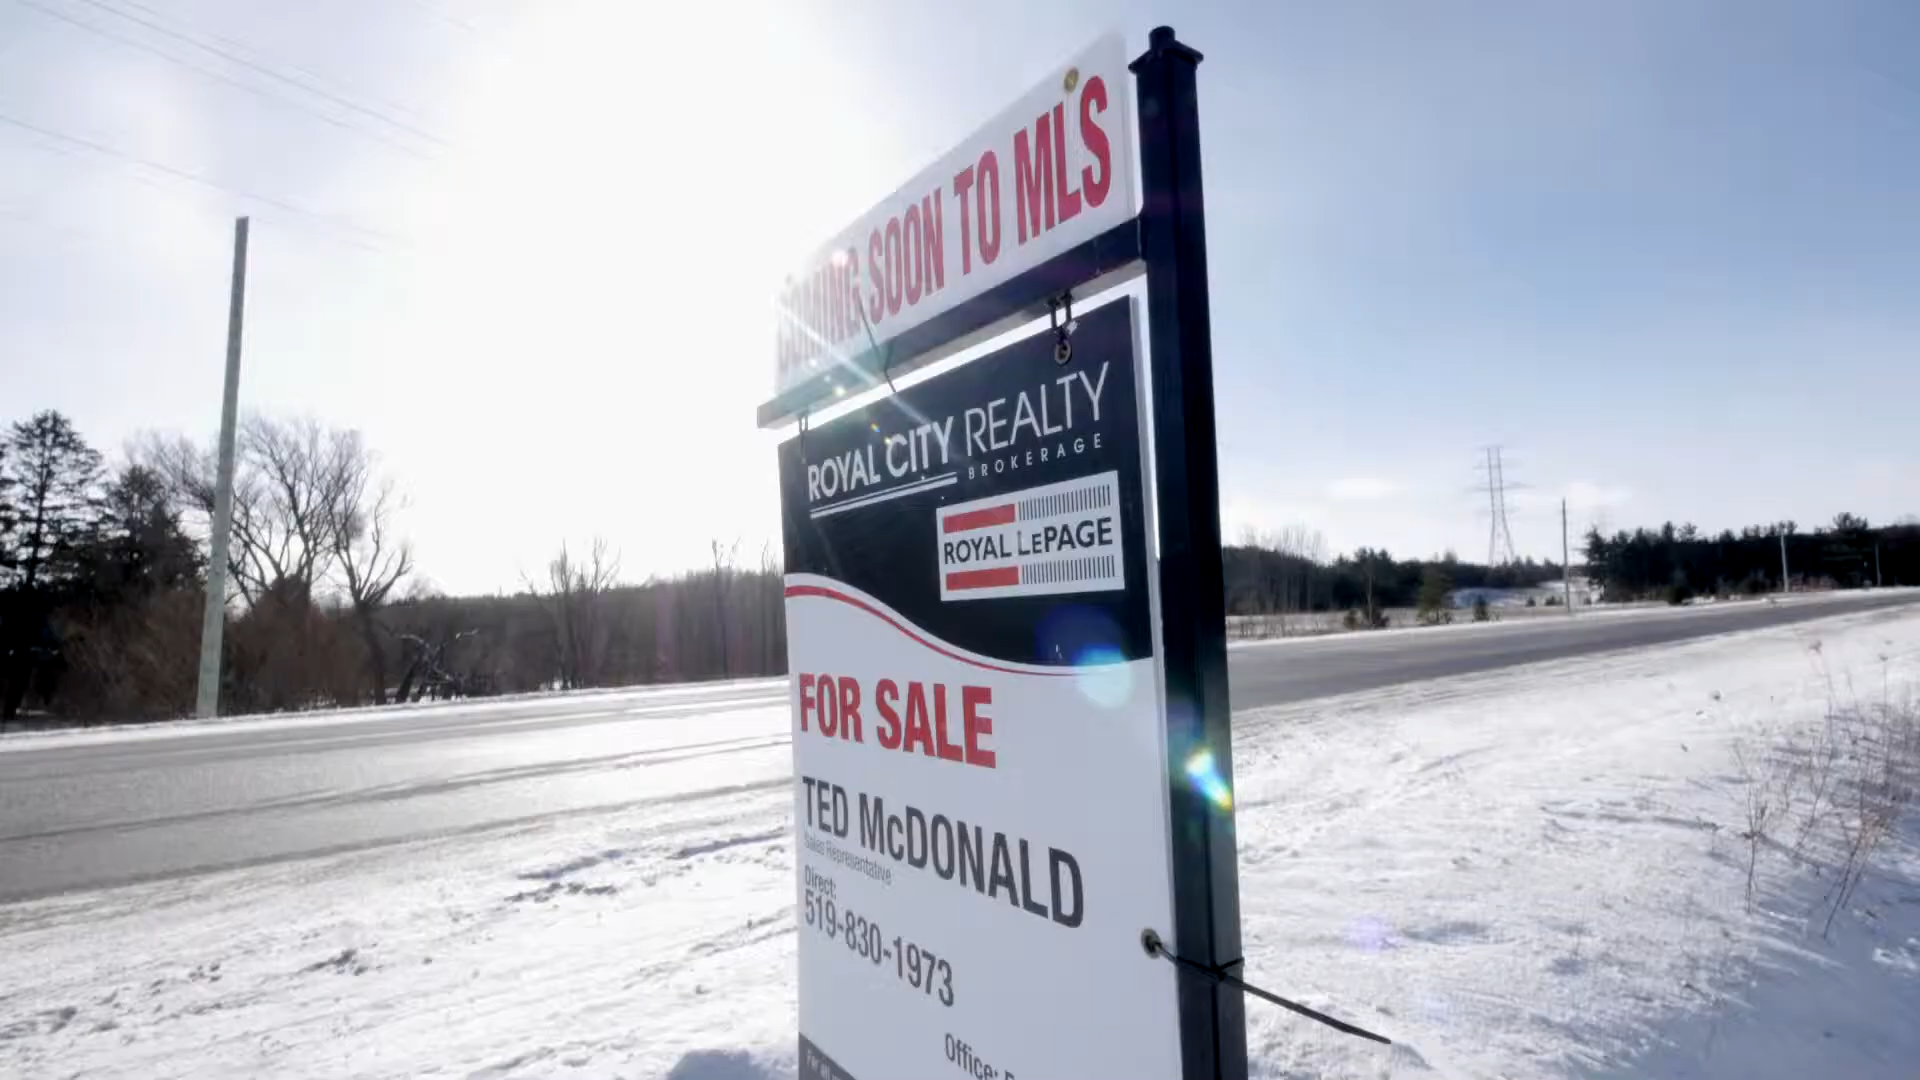 COMING SOON TO MLS
ROYAL CITY REALTY
BROKERAGE
ROYAL LEPAGE
FOR SALE
TED McDONALD
Sales Representative
Direct:
519-830-1973
Office: